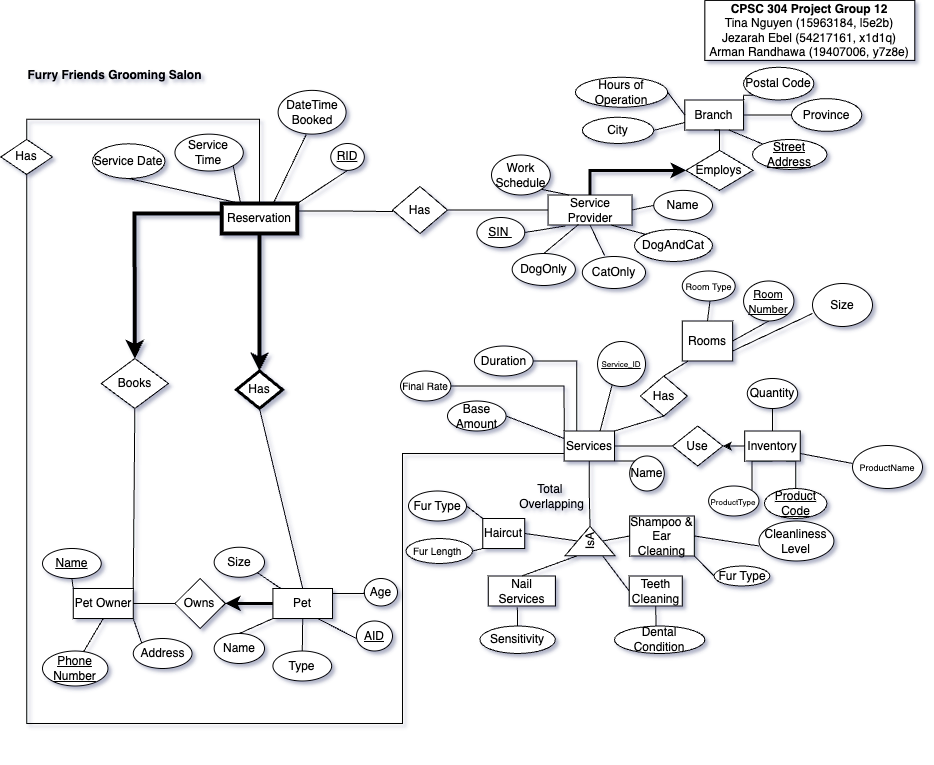 CPSC 304 Project Group 12
Tina Nguyen (15963184, l5e2b)
Jezarah Ebel (54217161, x1d1q)
Arman Randhawa (19407006, y7z8e)
Furry Friends Grooming Salon
Hours of
Operation
Postal Code
Branch
Province
City
Street
Address
Employs
DateTime
Booked
Service
Time
Service Date
RID
Has
Reservation
Has
Work
Schedule
Service
Provider
Name
SIN
DogAndCat
DogOnly
CatOnly
Room Type
Room
Number
Size
Rooms
Duration
Service_ID
Final Rate
Base
Amount
Has
Books
Has
Quantity
Services
Use
Inventory
Name
ProductName
ProductType
Product
Code
Total
Overlapping
Fur Type
Haircut
Fur Length
IsA
Shampoo &
Ear
Cleaning
Cleanliness
Level
Fur Type
Nail
Services
Teeth
Cleaning
Sensitivity
Dental
Condition
Name
Size
Pet Owner
Owns
Pet
Age
AID
Phone
Number
Address
Name
Type